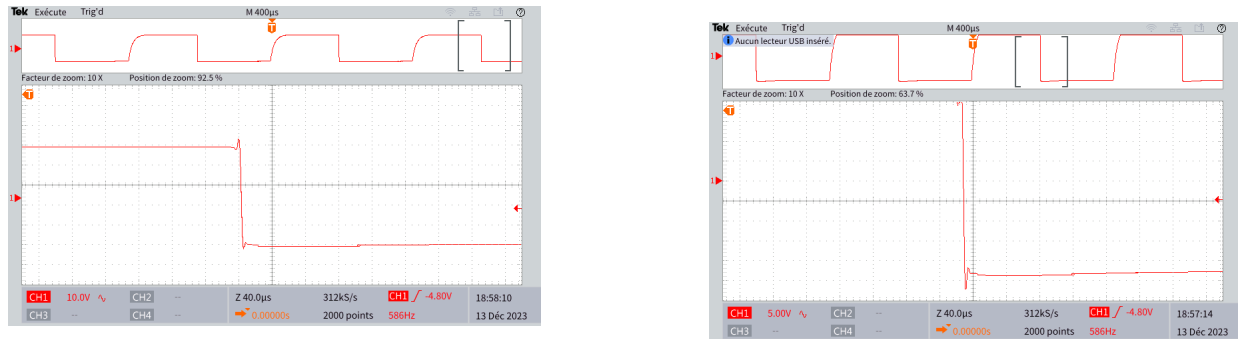 Tek Exécute Trig'd M 400µs
T
1
Facteur de zoom: 10 X Position de zoom: 92.5 %
T
1
CH1 10.0V CH2 -- Z 40.0µs 312kS/s CH1 -4.80V 18:58:10
CH3 -- CH4 -- 0.00000s 2000 points 586Hz 13 Déc 2023
Tek Exécute Trig'd M 400µs
i Aucun lecteur USB inséré.
T
1
Facteur de zoom: 10 X Position de zoom: 63.7 %
T
1
CH1 5.00V CH2 -- Z 40.0µs 312kS/s CH1 -4.80V 18:57:14
CH3 -- CH4 -- 0.00000s 2000 points 586Hz 13 Déc 2023